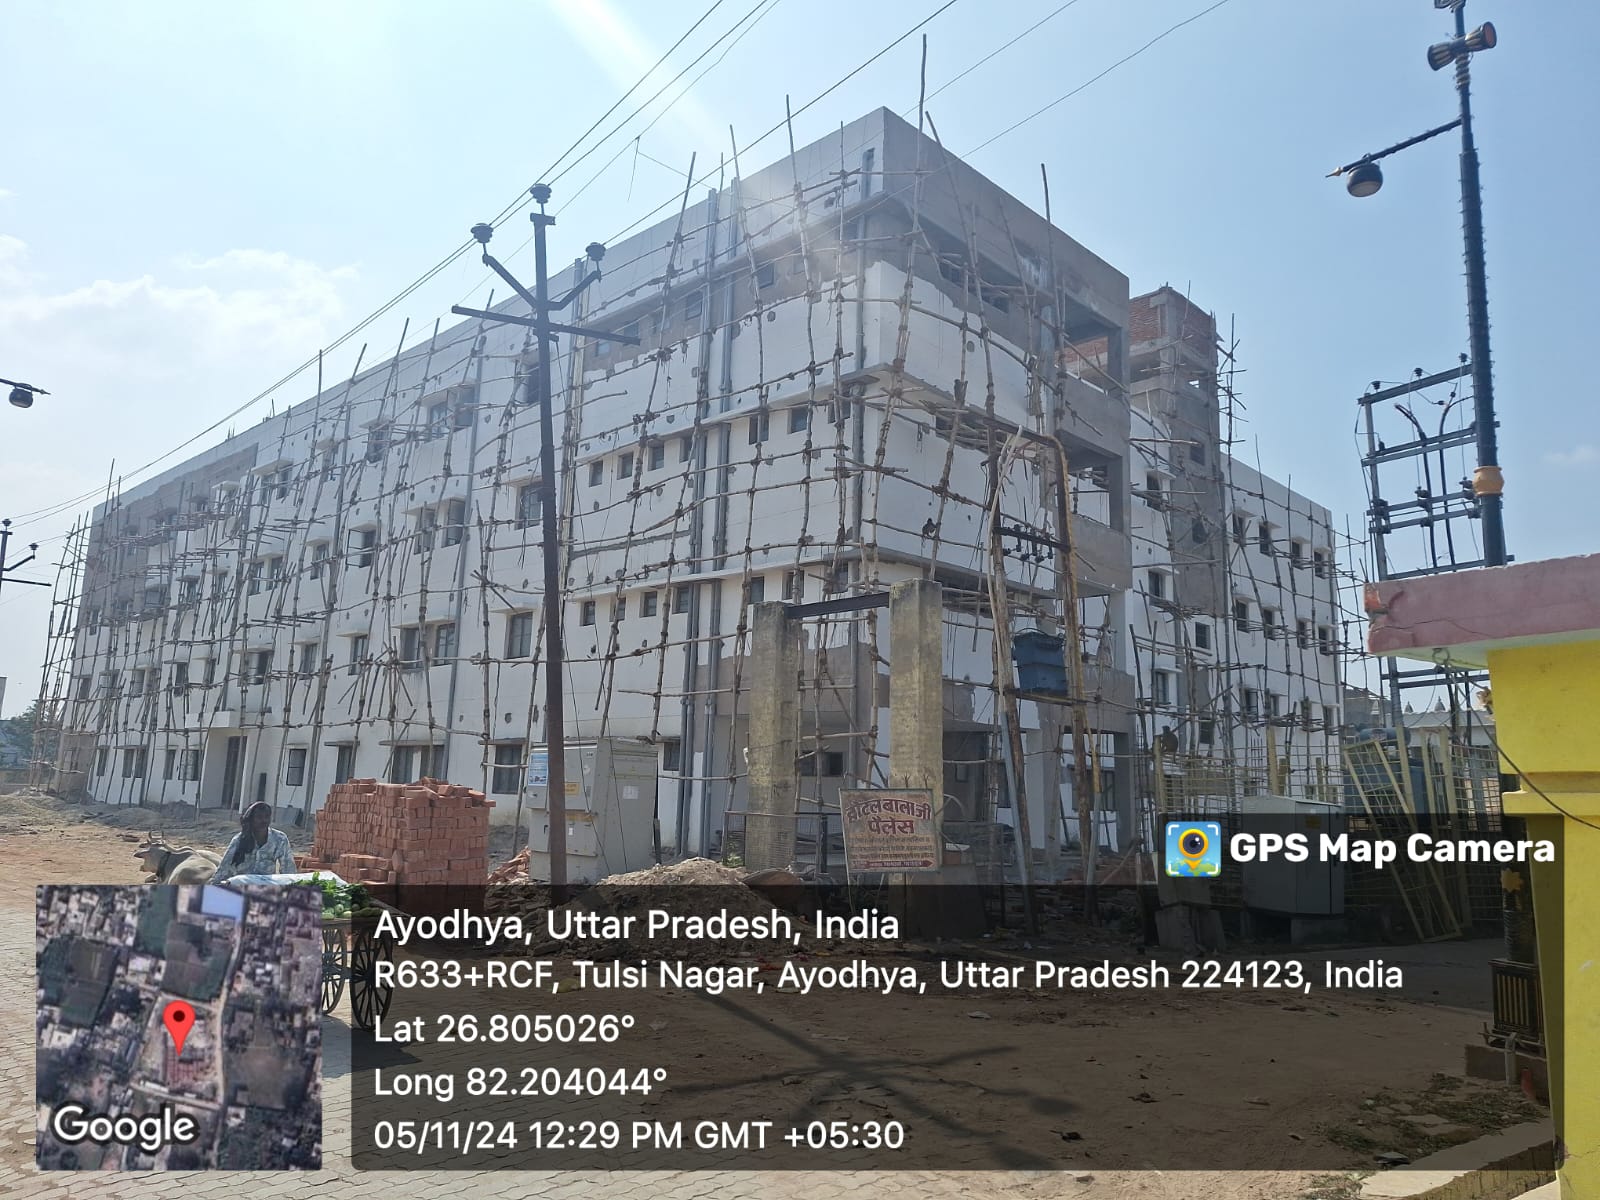 होटल बालाजी
पैलेस
GPS Map Camera
Ayodhya, Uttar Pradesh, India
R633+RCF, Tulsi Nagar, Ayodhya, Uttar Pradesh 224123, India
Lat 26.805026°
Long 82.204044°
05/11/24 12:29 PM GMT +05:30
Google